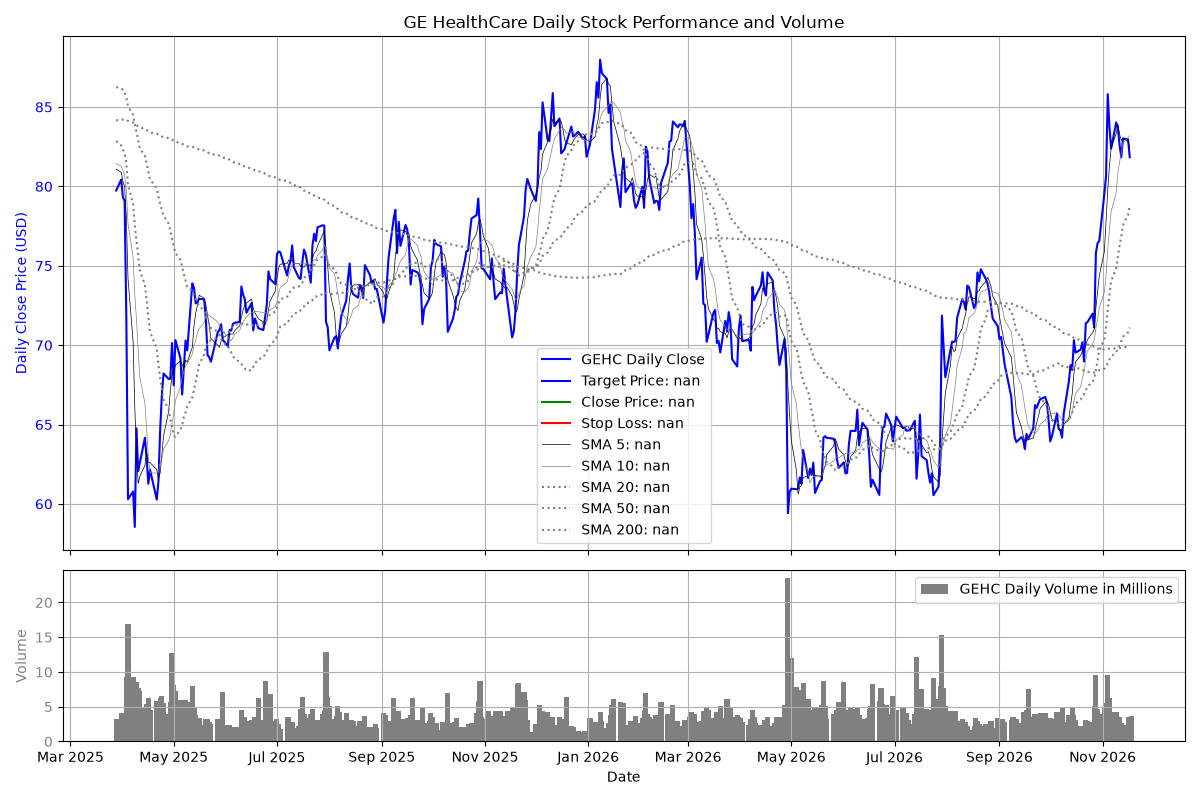 GE HealthCare Daily Stock Performance and Volume
Daily Close Price (USD)
85
80
75
70
65
60
GEHC Daily Close
Target Price: nan
Close Price: nan
Stop Loss: nan
SMA 5: nan
SMA 10: nan
SMA 20: nan
SMA 50: nan
SMA 200: nan
Volume
20
15
10
5
0
GEHC Daily Volume in Millions
Mar 2025 May 2025 Jul 2025 Sep 2025 Nov 2025 Jan 2026 Mar 2026 May 2026 Jul 2026 Sep 2026 Nov 2026
Date